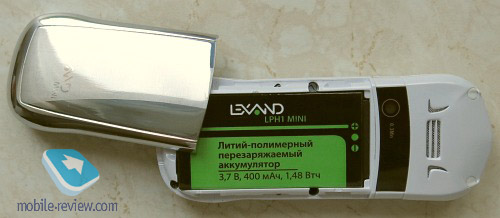 LEXAND
LPH1 MINI
Литий-полимерный
перезаряжаемый
аккумулятор
3,7 В, 400 мАч, 1,48 Втч
mobile-review.com